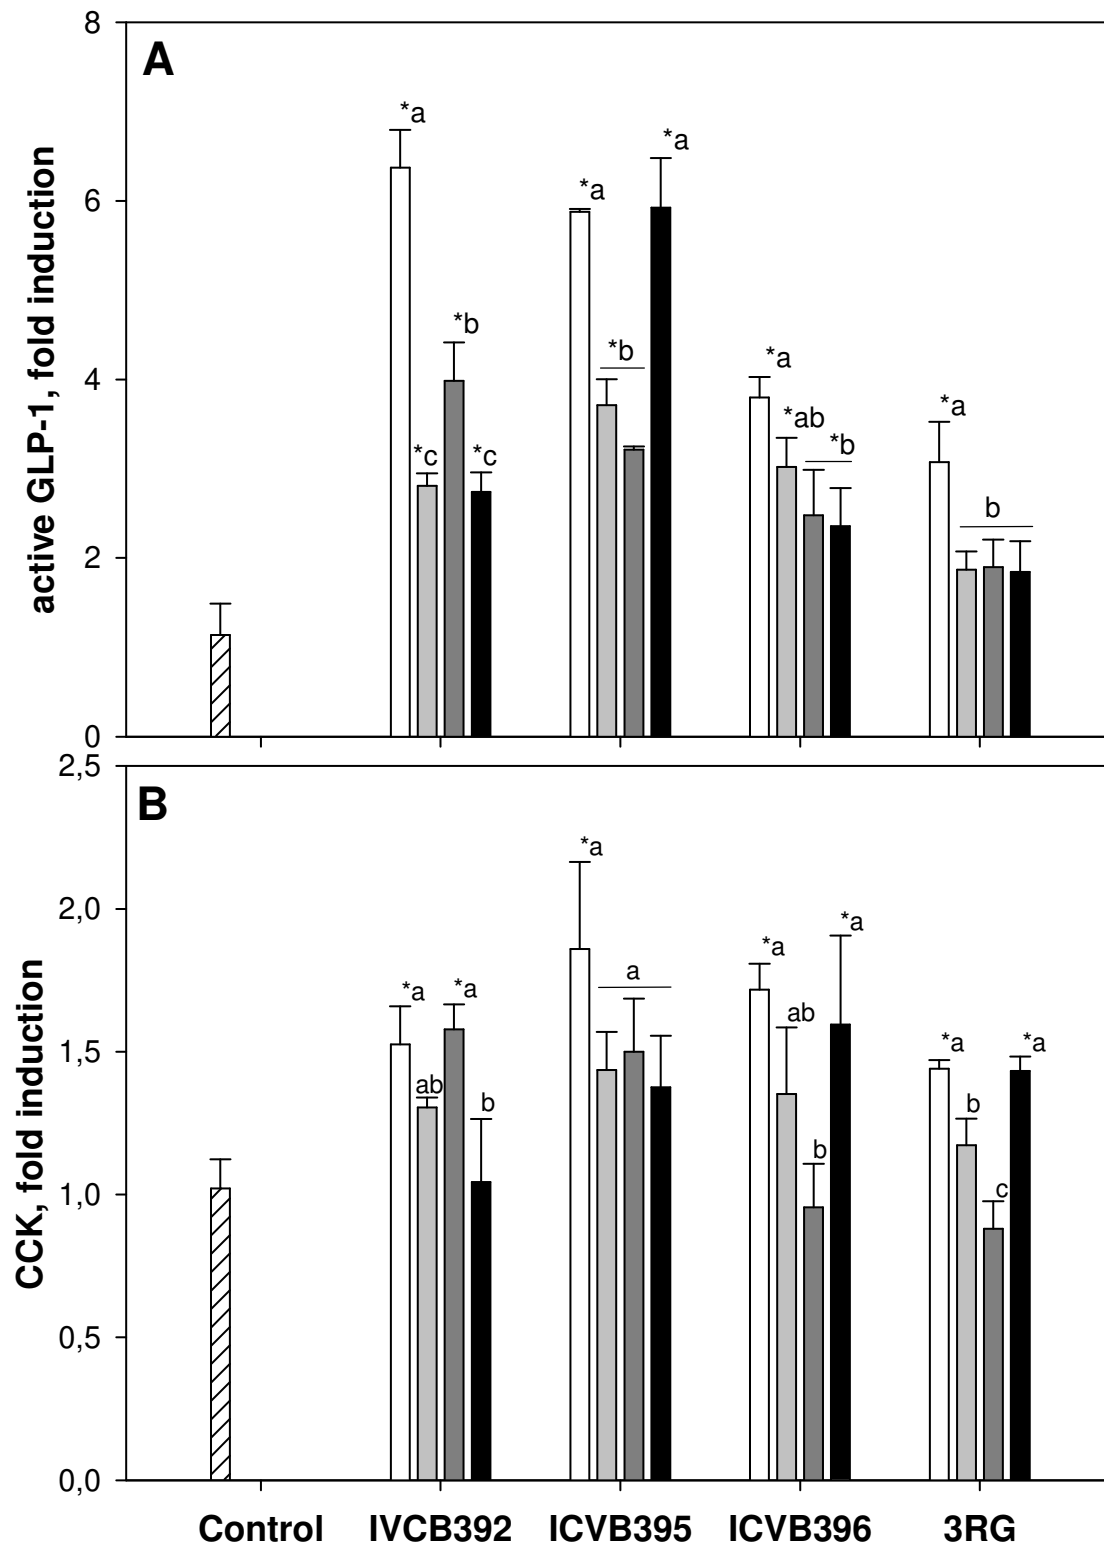 8
A
*a
*a
*a
6
active GLP-1, fold induction
*b
*b
*a
4
*ab
*a
*c
*c
*b
b
2
0
2,5
B
*a
*a
2,0
*a
CCK, fold induction
*a
*a
a
ab
*a
*a
1,5
ab
b
b
b
c
1,0
0,5
0,0
Control IVCB392 ICVB395 ICVB396 3RG